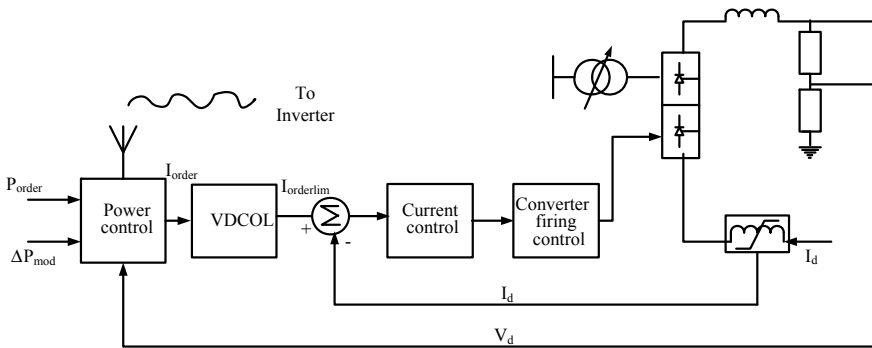 To
Inverter
P_order
ΔP_mod
Power
control
I_order
VDCOL
I_orderlim
+
Σ
-
Current
control
Converter
firing
control
I_d
I_d
V_d